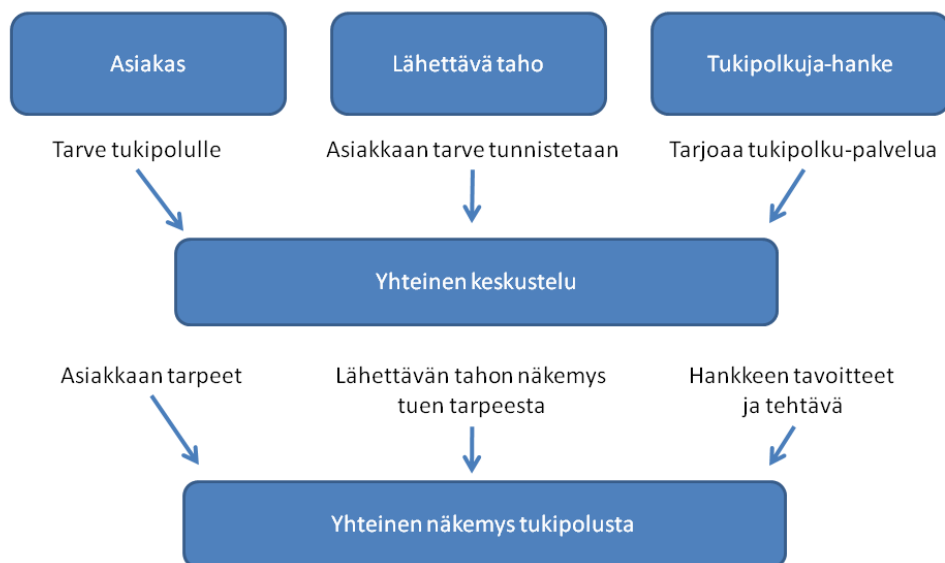 Asiakas
Lähettävä taho
Tukipolkuja-hanke
Tarve tukipolulle
Asiakkaan tarve tunnistetaan
Tarjoaa tukipolku-palvelua
Yhteinen keskustelu
Asiakkaan tarpeet
Lähettävän tahon näkemys
tuen tarpeesta
Hankkeen tavoitteet
ja tehtävä
Yhteinen näkemys tukipolusta